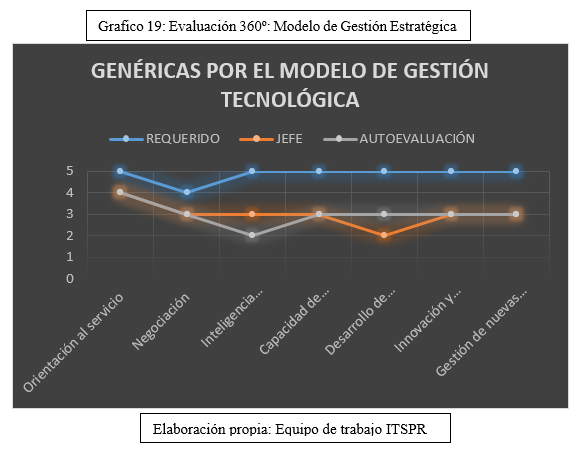 Grafíco 19: Evaluación 360º: Modelo de Gestión Estratégica
GENÉRICAS POR EL MODELO DE GESTIÓN
TECNOLÓGICA
REQUERIDO JEFE AUTOEVALUACIÓN
5
4
3
2
1
0
Orientación al servicio
Negociación
Inteligencia...
Capacidad de...
Desarrollo de...
Innovación y...
Gestión de nuevas...
Elaboración propia: Equipo de trabajo ITSPR